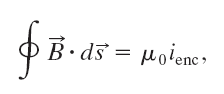 ∮ B⃗ · ds⃗ = μ₀i_enc,